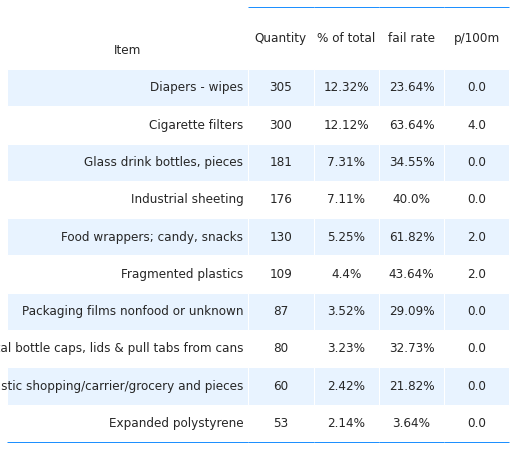 Item Quantity % of total fail rate p/100m
Diapers - wipes 305 12.32% 23.64% 0.0
Cigarette filters 300 12.12% 63.64% 4.0
Glass drink bottles, pieces 181 7.31% 34.55% 0.0
Industrial sheeting 176 7.11% 40.0% 0.0
Food wrappers; candy, snacks 130 5.25% 61.82% 2.0
Fragmented plastics 109 4.4% 43.64% 2.0
Packaging films nonfood or unknown 87 3.52% 29.09% 0.0
bottle caps, lids & pull tabs from cans 80 3.23% 32.73% 0.0
shopping/carrier/grocery and pieces 60 2.42% 21.82% 0.0
Expanded polystyrene 53 2.14% 3.64% 0.0